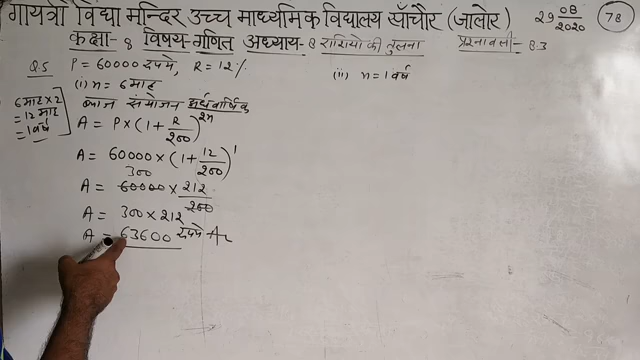 गायत्री विद्या मन्दिर उच्च माध्यमिक विद्यालय साँचौर (जालोर) 29 08/2020 78
कक्षा- 8 विषय- गणित अध्याय- 8 राशियो की तुलना प्रश्नावली- 8.3
Q.5 P = 60000 रुपये, R = 12 %
(i) n = 6 माह
(ii) n = 1 वर्ष
ब्याज संयोजन अर्धवार्षिक
6 माह × 2
= 12 माह
= 1 वर्ष
A = P × (1 + R/200)^2n
A = 60000 × (1 + 12/200)^1
300
A = 60000 × 212/200
A = 300 × 212
A = 63600 रुपये